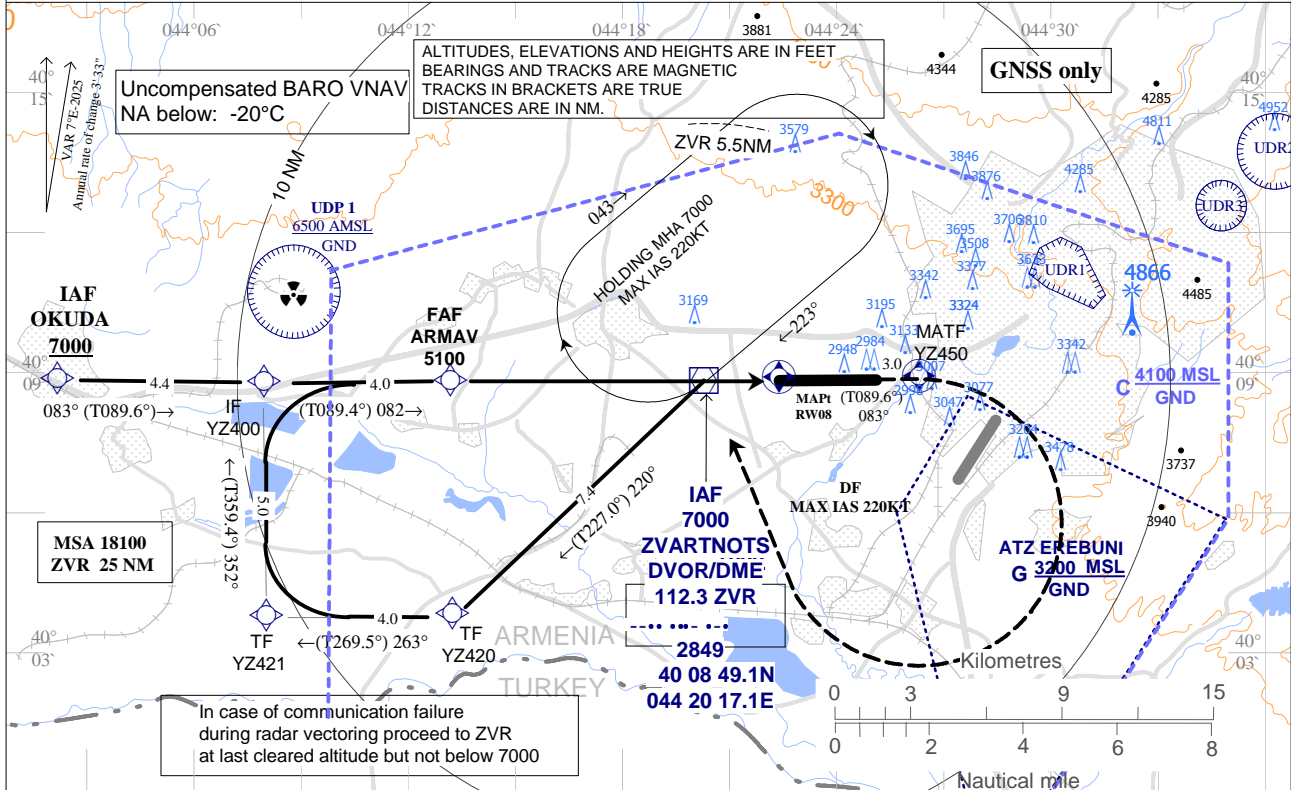 044°06'
044°12'
044°18'
044°24'
044°30'
3881
4344
4285
4811
4952
40°
15'
40°
15'
VAR 7°E-2025
Annual rate of change 3' 33"
Uncompensated BARO VNAV
NA below: -20°C
ALTITUDES, ELEVATIONS AND HEIGHTS ARE IN FEET
BEARINGS AND TRACKS ARE MAGNETIC
TRACKS IN BRACKETS ARE TRUE
DISTANCES ARE IN NM.
GNSS only
10 NM
ZVR 5.5NM
3579
3846
3876
4285
UDR2
UDR3
3300
UDP 1
6500 AMSL
GND
043→
HOLDING MHA 7000
MAX IAS 220KT
←223°
3695
3508
3706
3810
3377
UDR1
3342
3324
3195
3133
3169
4866
4485
IAF
OKUDA
7000
FAF
ARMAV
5100
MATF
YZ450
2948
2984
3.0
3342
C 4100 MSL
GND
40°
09'
40°
09'
4.4
4.0
083° (T089.6°)→
(T089.4°) 082→
IF
YZ400
MAPt
RW08
(T089.6°)
083°
3077
3047
3478
3737
3940
←(T359.4°) 352°
5.0
7.4
←(T227.0°) 220°
DF
MAX IAS 220KT
MSA 18100
ZVR 25 NM
IAF
7000
ZVARTNOTS
DVOR/DME
112.3 ZVR
2849
40 08 49.1N
044 20 17.1E
ATZ EREBUNI
G 3200 MSL
GND
4.0
←(T269.5°) 263°
TF
YZ421
TF
YZ420
ARMENIA
TURKEY
40°
03'
40°
03'
In case of communication failure
during radar vectoring proceed to ZVR
at last cleared altitude but not below 7000
Kilometres
0 3 9 15
0 2 4 6 8
Nautical mile